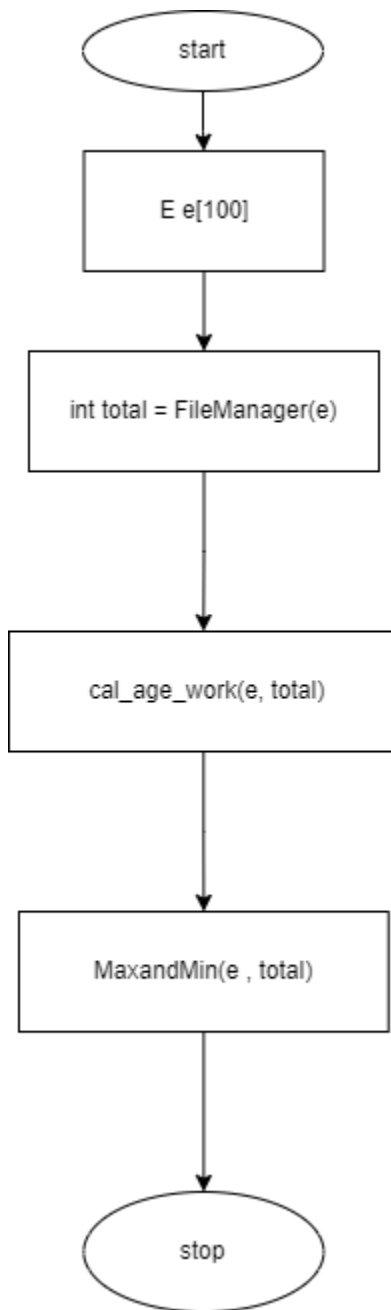 start
E e[100]
int total = FileManager(e)
cal_age_work(e, total)
MaxandMin(e , total)
stop